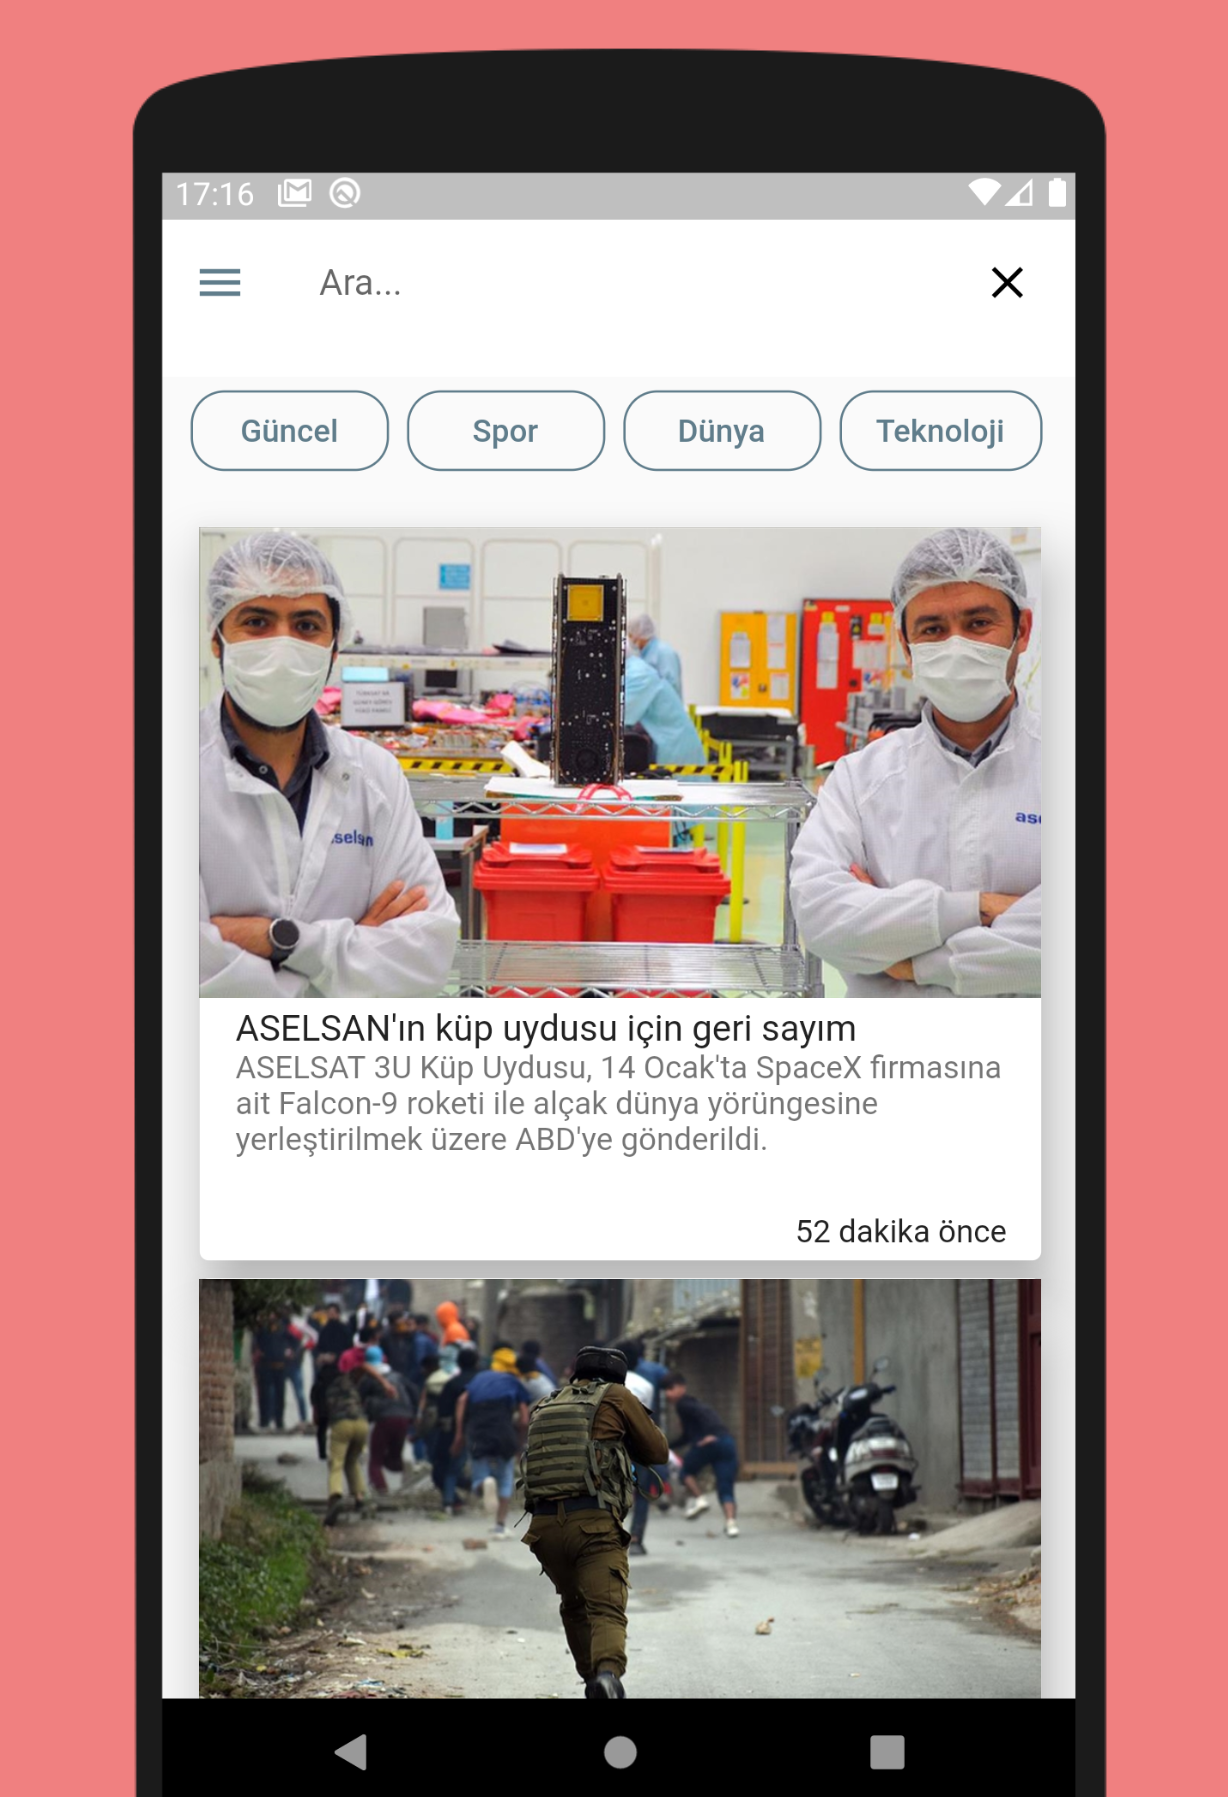 17:16
Ara...
Güncel
Spor
Dünya
Teknoloji
aselsan
ase
ASELSAN'ın küp uydusu için geri sayım
ASELSAT 3U Küp Uydusu, 14 Ocak'ta SpaceX firmasına
ait Falcon-9 roketi ile alçak dünya yörüngesine
yerleştirilmek üzere ABD'ye gönderildi.
52 dakika önce